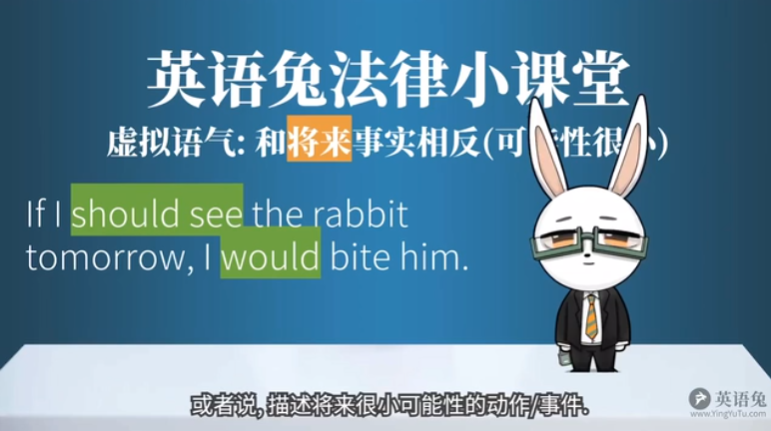 英语兔法律小课堂
虚拟语气: 和将来事实相反(可 性很 )
If I should see the rabbit
tomorrow, I would bite him.
或者说, 描述将来很小可能性的动作/事件.
英语兔
www.YingYuTu.com